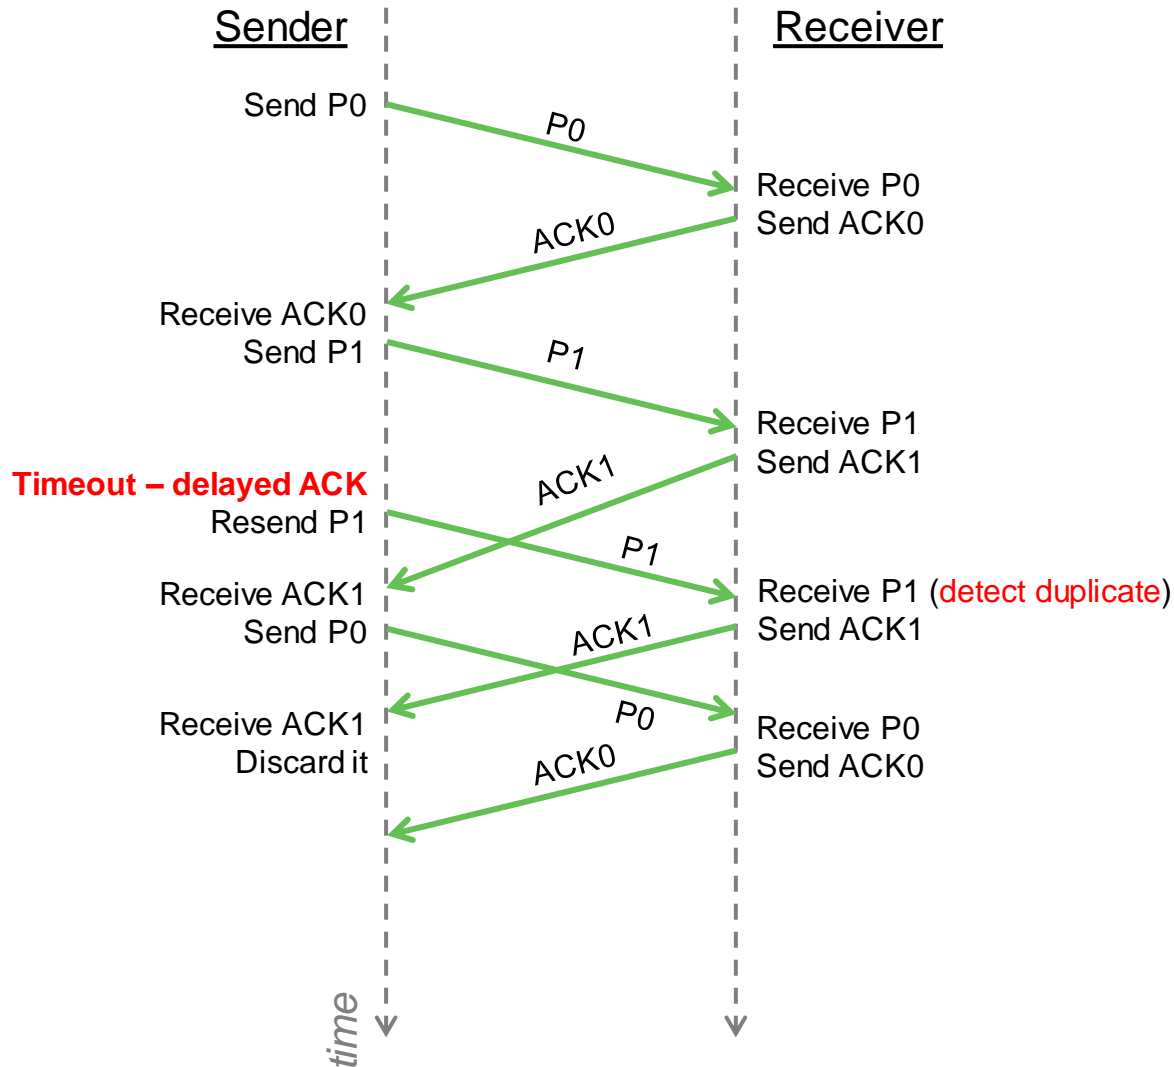 Sender
Receiver
Send P0
P0
Receive P0
Send ACK0
ACK0
Receive ACK0
Send P1
P1
Receive P1
Send ACK1
ACK1
Timeout – delayed ACK
Resend P1
P1
Receive ACK1
Send P0
Receive P1 (detect duplicate)
Send ACK1
ACK1
P0
Receive ACK1
Discard it
Receive P0
Send ACK0
ACK0
time